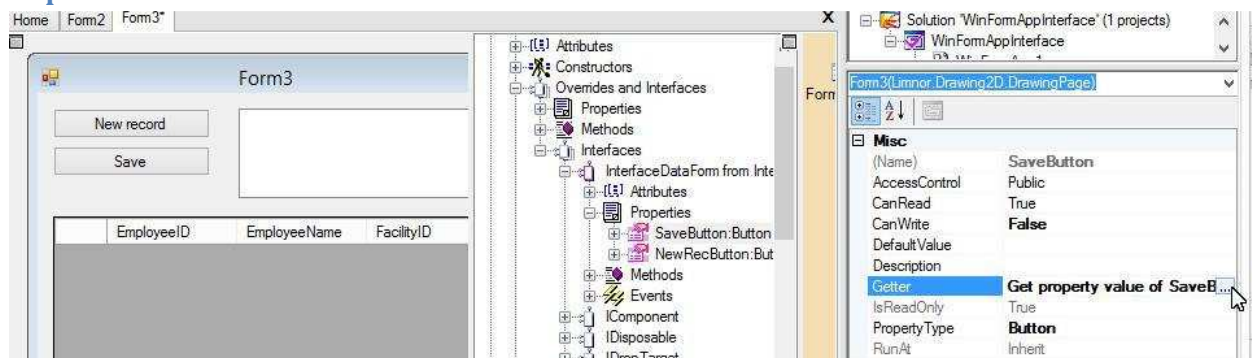 Home Form2 Form3* X
Form3
New record
Save
EmployeeID EmployeeName FacilityID
Attributes
Constructors
Overrides and Interfaces
Properties
Methods
Interfaces
InterfaceDataForm from Inte
Attributes
Properties
SaveButton:Button
NewRecButton:But
Methods
Events
IComponent
IDisposable
IDropTarget
Form
Solution 'WinFormAppInterface' (1 projects)
WinFormAppInterface
Form3(Limnor.Drawing2D.DrawingPage)
Misc
(Name) SaveButton
AccessControl Public
CanRead True
CanWrite False
DefaultValue
Description
Getter Get property value of SaveB...
IsReadOnly True
PropertyType Button
RunAt Inherit